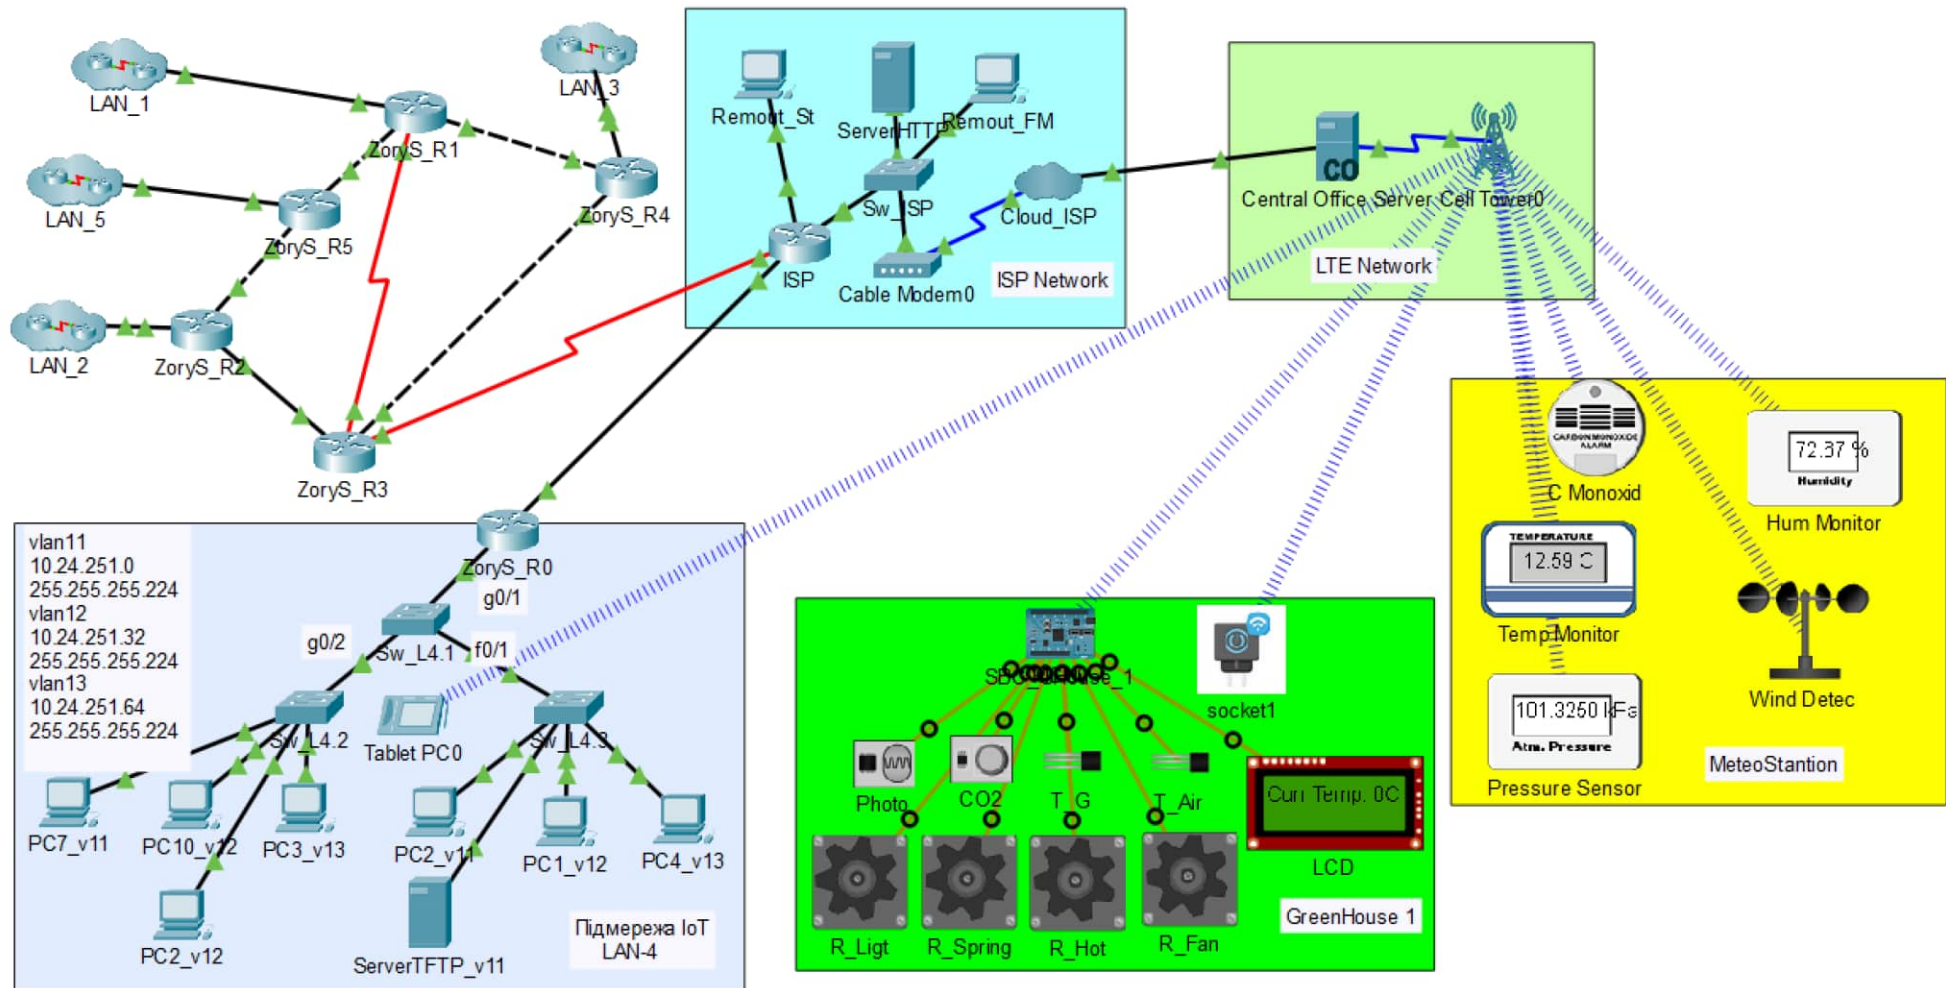 LAN_1
LAN_3
ZoryS_R1
LAN_5
ZoryS_R4
ZoryS_R5
LAN_2
ZoryS_R2
ZoryS_R3
Remout_St
ServerHTTP
Remout_FM
Sw_ISP
Cloud_ISP
ISP
Cable Modem0
ISP Network
CO
Central Office Server
Cell Tower0
LTE Network
CARBON MONOXIDE
ALARM
C Monoxid
72.37 %
Humidity
Hum Monitor
TEMPERATURE
12.59 C
Temp Monitor
Wind Detec
101.3250 kPa
Atm. Pressure
Pressure Sensor
MeteoStantion
vlan11
10.24.251.0
255.255.255.224
vlan12
10.24.251.32
255.255.255.224
vlan13
10.24.251.64
255.255.255.224
ZoryS_R0
g0/1
g0/2
Sw_L4.1
f0/1
Sw_L4.2
Tablet PC0
Sw_L4.3
PC7_v11
PC10_v12
PC3_v13
PC2_v11
PC1_v12
PC4_v13
PC2_v12
ServerTFTP_v11
Підмережа IoT
LAN-4
socket1
Photo
CO2
T_G
T_Air
Curr Temp. 0C
LCD
R_Ligt
R_Spring
R_Hot
R_Fan
GreenHouse 1